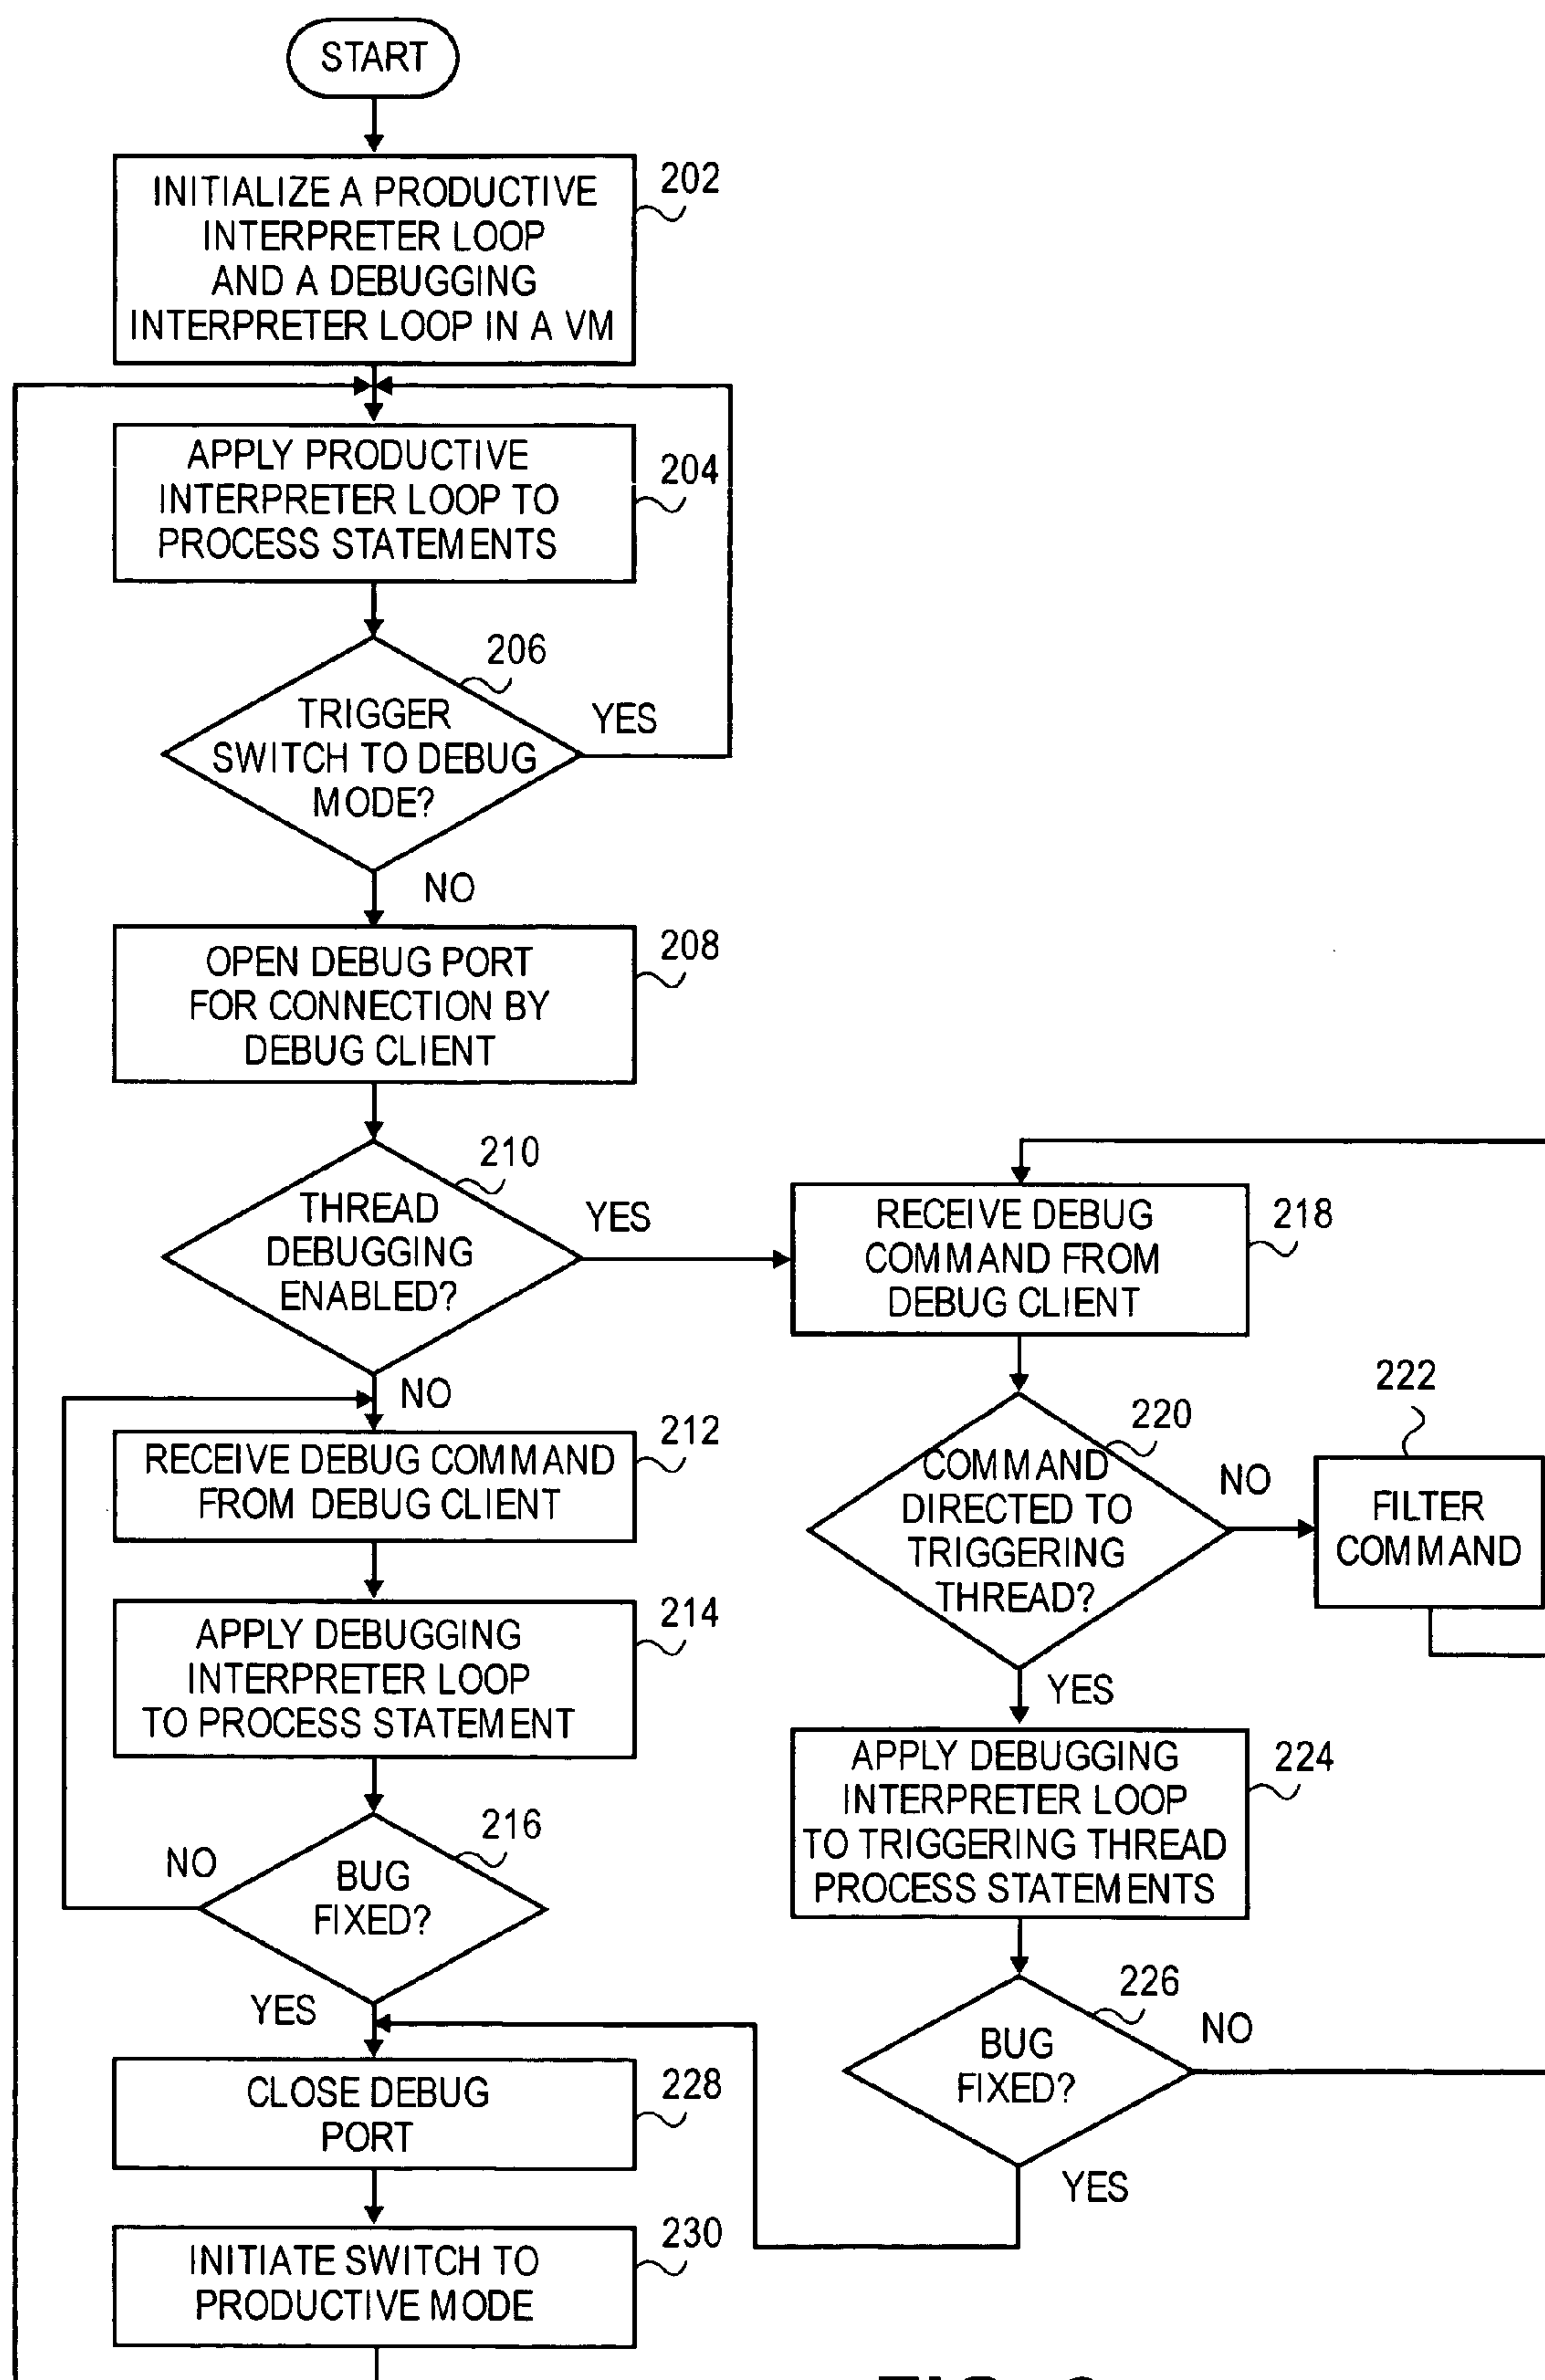 START
INITIALIZE A PRODUCTIVE
INTERPRETER LOOP
AND A DEBUGGING
INTERPRETER LOOP IN A VM
202
APPLY PRODUCTIVE
INTERPRETER LOOP TO
PROCESS STATEMENTS
204
206
TRIGGER
SWITCH TO DEBUG
MODE?
YES
NO
OPEN DEBUG PORT
FOR CONNECTION BY
DEBUG CLIENT
208
210
THREAD
DEBUGGING
ENABLED?
YES
NO
RECEIVE DEBUG COMMAND
FROM DEBUG CLIENT
212
APPLY DEBUGGING
INTERPRETER LOOP
TO PROCESS STATEMENT
214
216
BUG
FIXED?
NO
YES
CLOSE DEBUG
PORT
228
INITIATE SWITCH TO
PRODUCTIVE MODE
230
RECEIVE DEBUG
COMMAND FROM
DEBUG CLIENT
218
220
COMMAND
DIRECTED TO
TRIGGERING
THREAD?
NO
YES
222
FILTER
COMMAND
APPLY DEBUGGING
INTERPRETER LOOP
TO TRIGGERING THREAD
PROCESS STATEMENTS
224
226
BUG
FIXED?
NO
YES